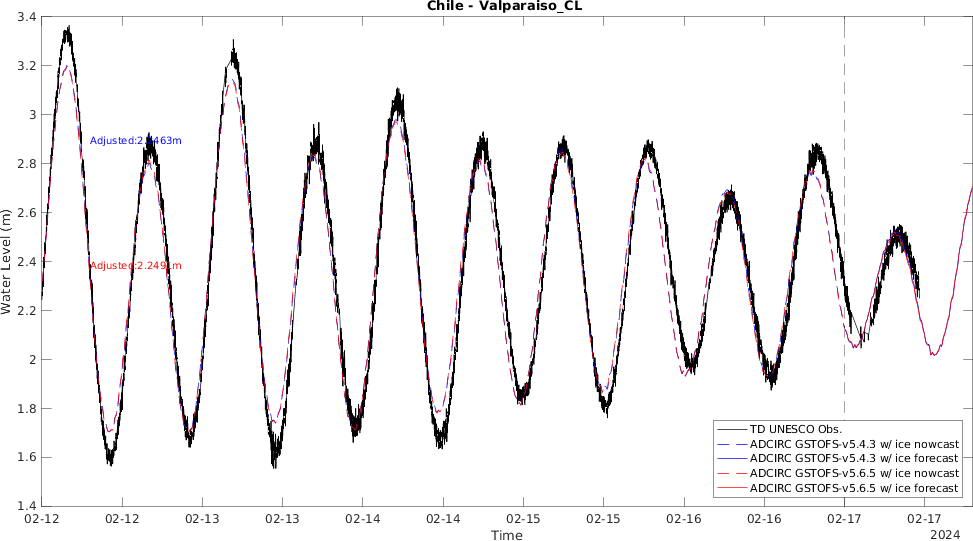 Chile - Valparaiso_CL
3.4
3.2
3
2.8
2.6
2.4
2.2
2
1.8
1.6
1.4
Water Level (m)
02-12 02-12 02-13 02-13 02-14 02-14 02-15 02-15 02-16 02-16 02-17 02-17
Time
2024
TD UNESCO Obs.
ADCIRC GSTOFS-v5.4.3 w/ ice nowcast
ADCIRC GSTOFS-v5.4.3 w/ ice forecast
ADCIRC GSTOFS-v5.6.5 w/ ice nowcast
ADCIRC GSTOFS-v5.6.5 w/ ice forecast